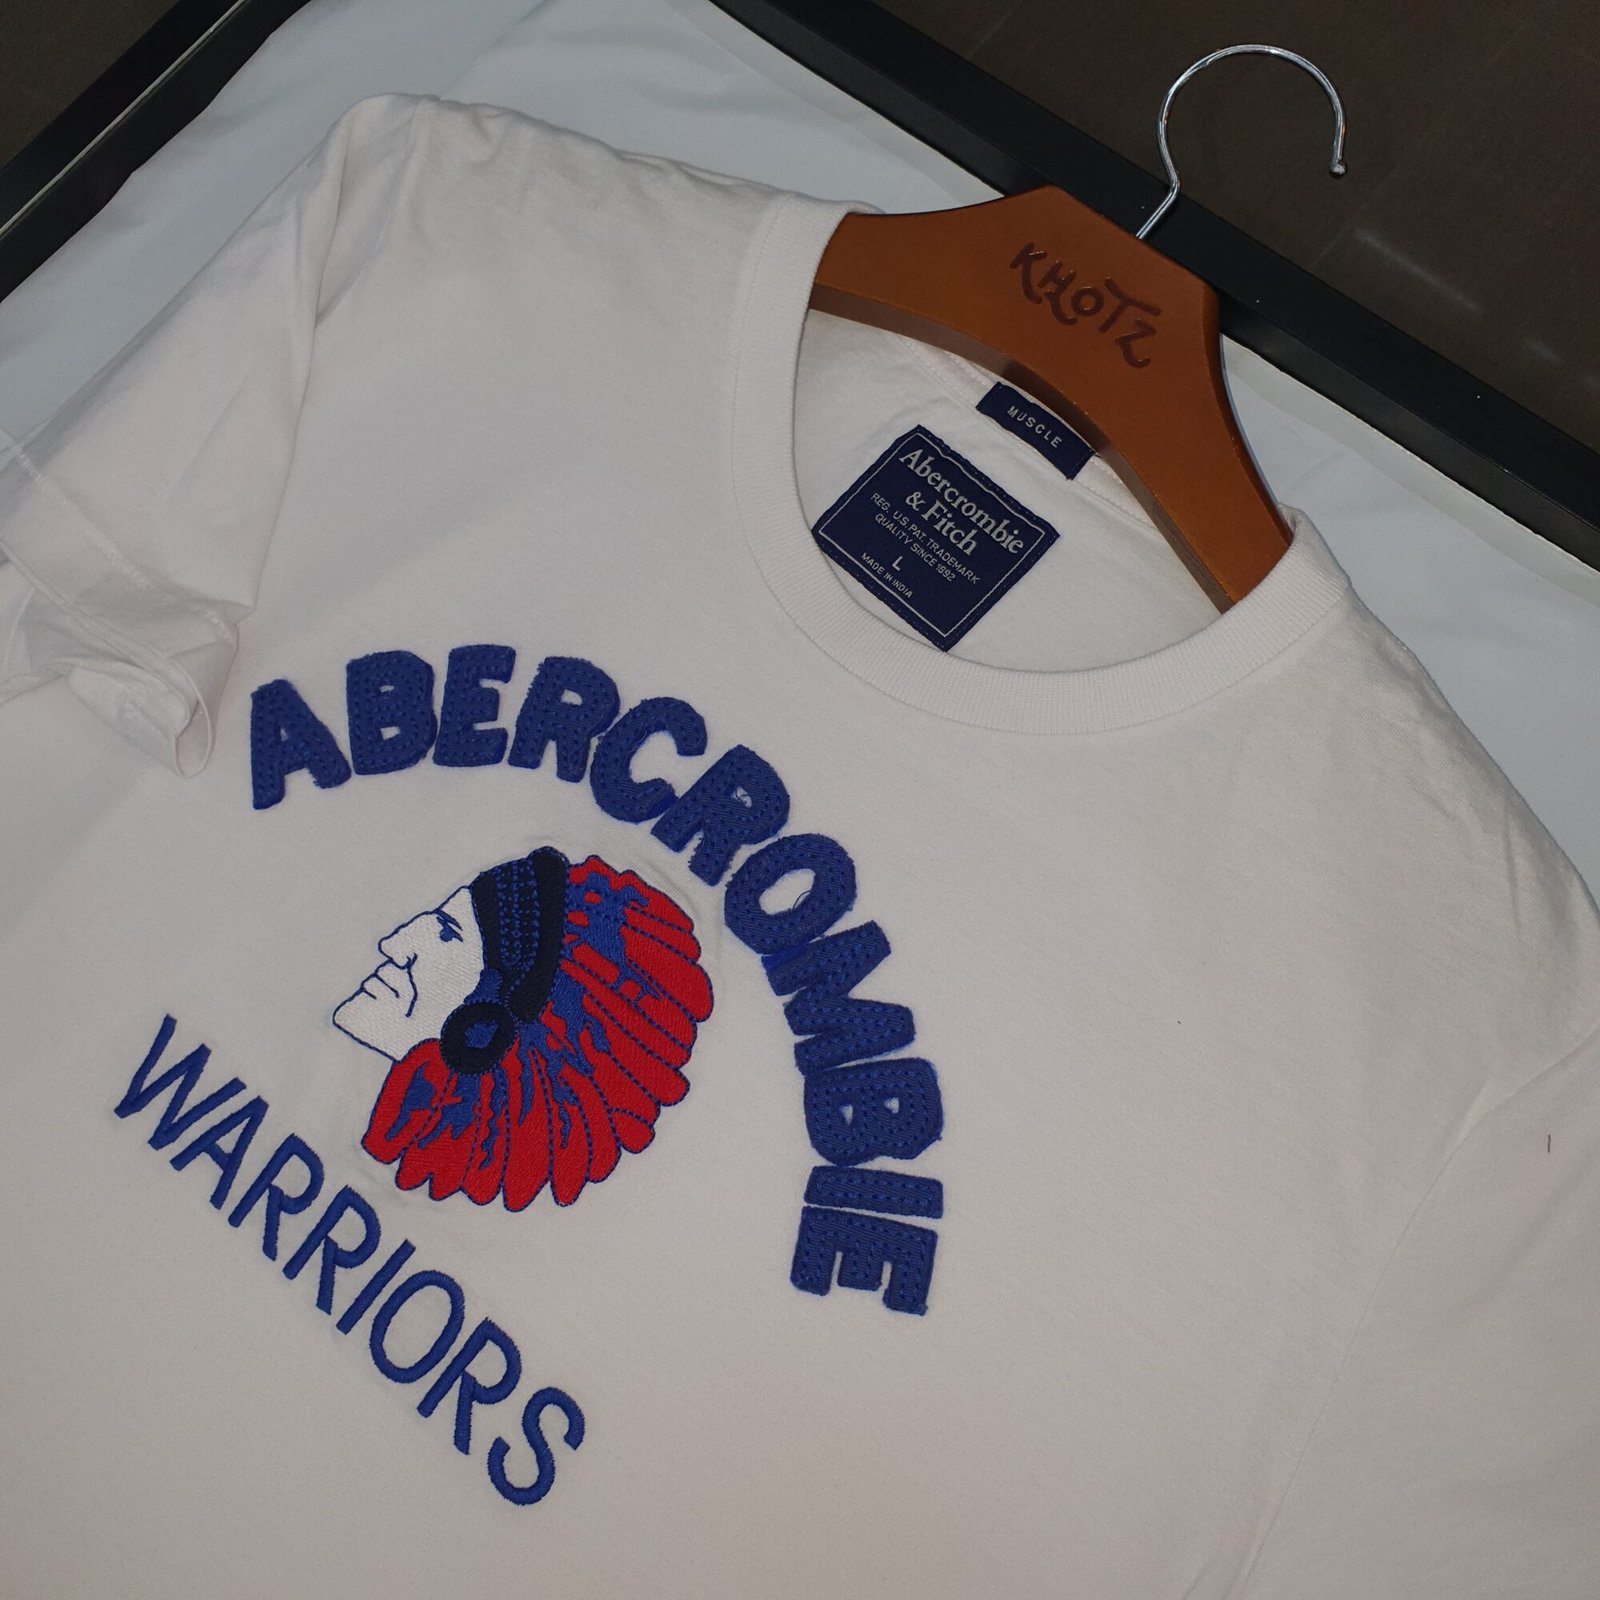 KHOTZ
MUSCLE
Abercrombie
& Fitch
REG. U.S. PAT. TRADEMARK
QUALITY SINCE 1892
L
MADE IN INDIA
ABERCROMBIE
WARRIORS